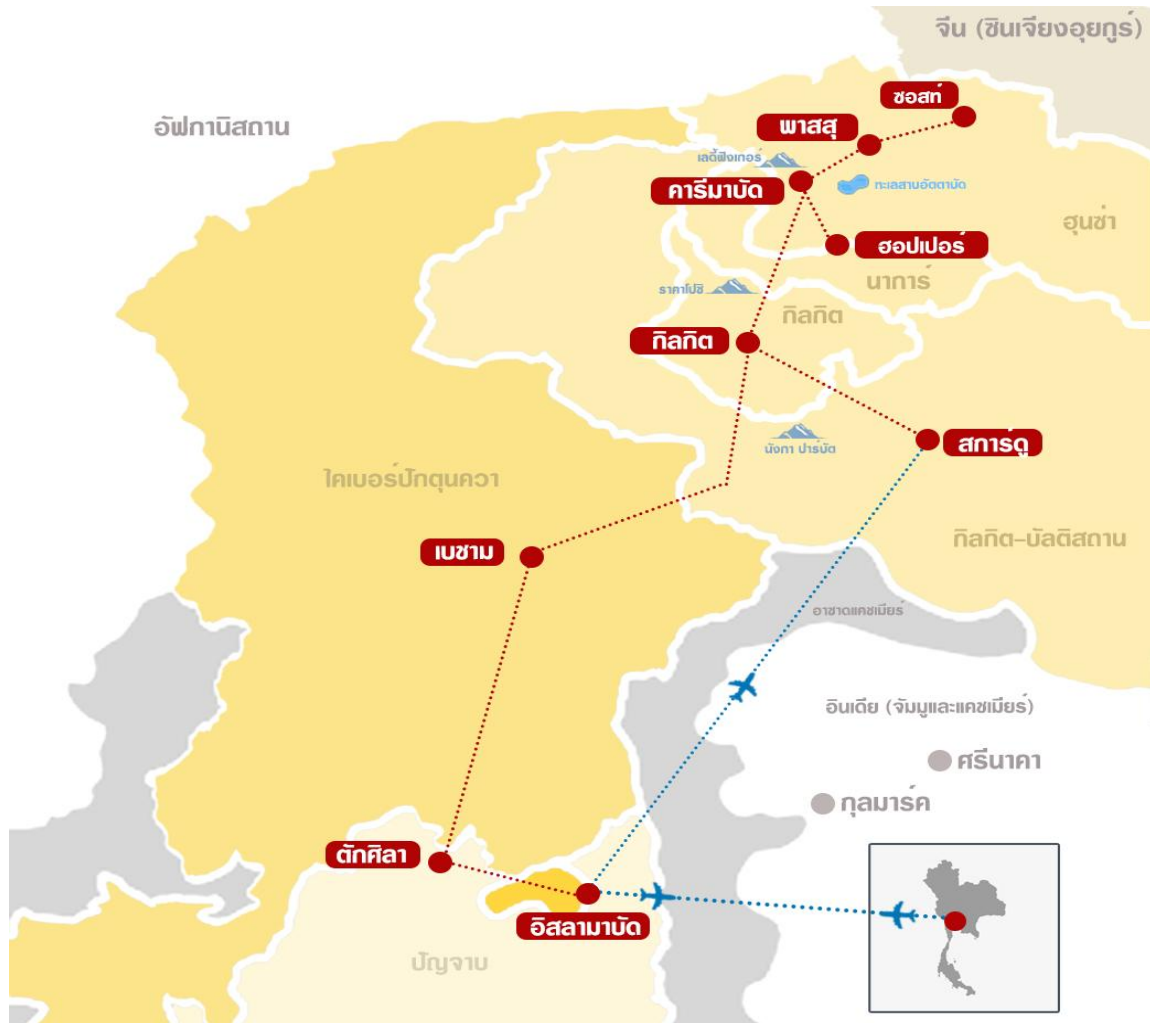 จีน (ซินเจียงอุยกูร์)
ซอสท์
อัฟกานิสถาน
พาสสุ
เลดี้ฟิงเกอร์
คารีมาบัด
ทะเลสาบอัตตาบัด
ฮุนซ่า
ฮอปเปอร์
นาการ์
ราคาโปชิ
กิลกิต
กิลกิต
สการ์ดู
นังกา ปาร์บัต
ไคเบอร์ปักตุนควา
กิลกิต-บัลติสถาน
เบชาม
อาซาดแคชเมียร์
อินเดีย (จัมมูและแคชเมียร์)
ศรีนาคา
กุลมาร์ค
ตักศิลา
อิสลามาบัด
ปัญจาบ